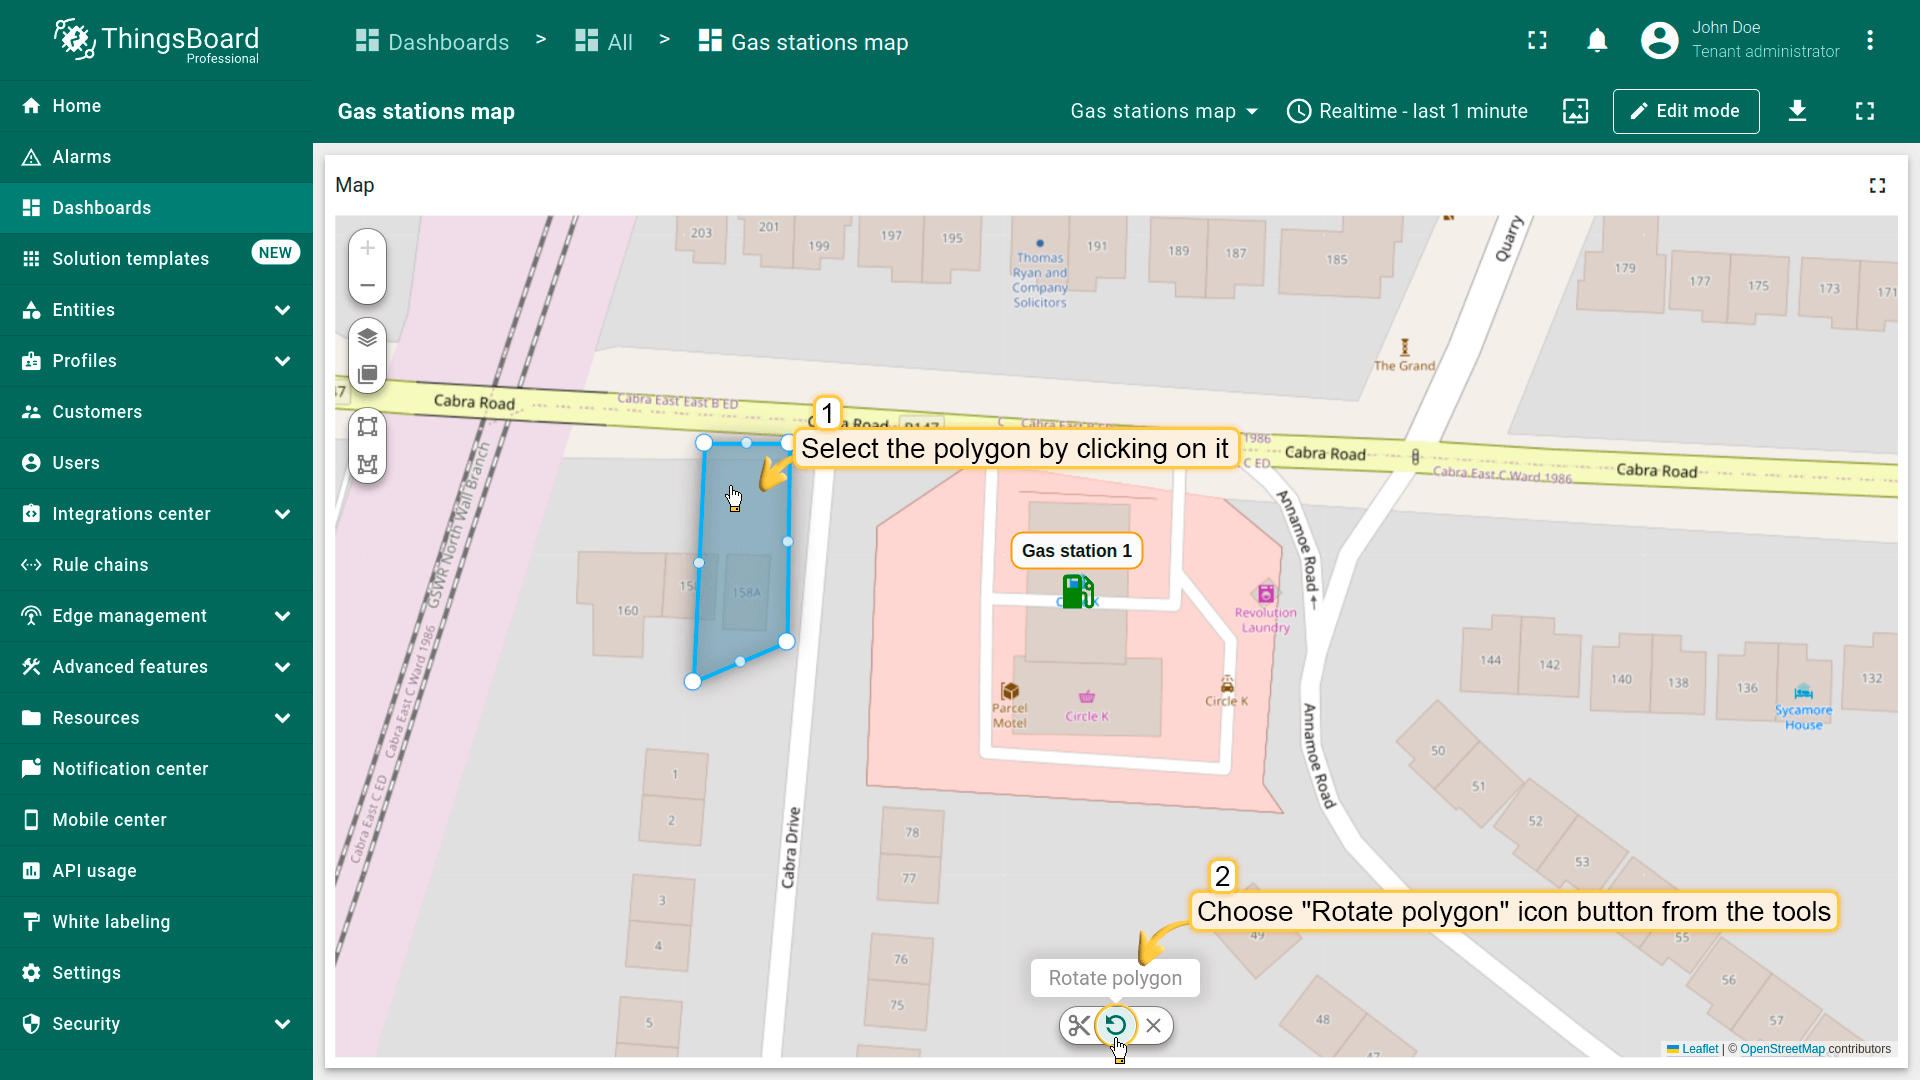 ThingsBoard
Professional
Dashboards > All > Gas stations map
John Doe
Tenant administrator
Home
Alarms
Dashboards
Solution templates NEW
Entities
Profiles
Customers
Users
Integrations center
Rule chains
Edge management
Advanced features
Resources
Notification center
Mobile center
API usage
White labeling
Settings
Security
Gas stations map
Gas stations map
Realtime - last 1 minute
Edit mode
Map
203
201
199
197
195
Thomas
Ryan and
Company
Solicitors
191
189
187
185
Quarry
179
177
175
173
171
The Grand
Cabra Road
Cabra East East B ED
1
Select the polygon by clicking on it
1986
C ED
Cabra Road
Cabra East C Ward 1986
Cabra Road
GSWR North Wall Branch
Cabra East C Ward 1986
Cabra East C ED
160
158A
Gas station 1
Annamoe Road
Revolution
Laundry
Parcel
Motel
Circle K
Circle K
144
142
140
138
136
Sycamore
House
132
Annamoe Road
50
51
52
53
1
2
Cabra Drive
78
77
3
4
76
75
5
2
Choose "Rotate polygon" icon button from the tools
49
55
56
57
48
47
Rotate polygon
Leaflet | © OpenStreetMap contributors